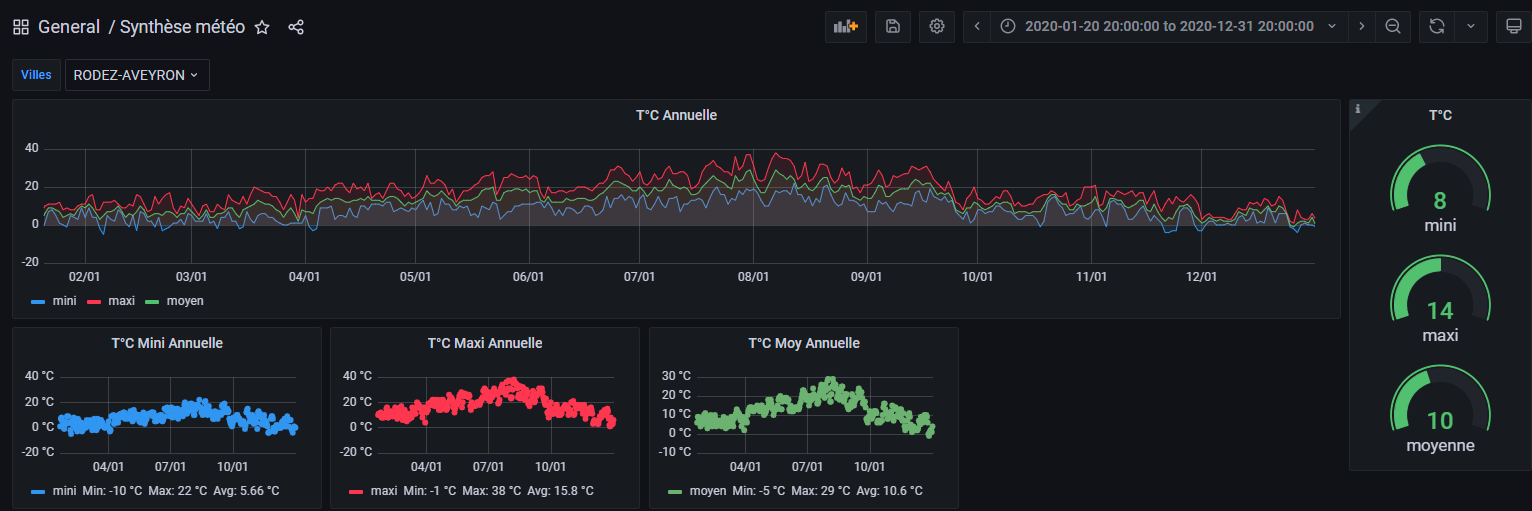 General / Synthèse météo
2020-01-20 20:00:00 to 2020-12-31 20:00:00
Villes RODEZ-AVEYRON
T°C Annuelle
40
20
0
-20
02/01 03/01 04/01 05/01 06/01 07/01 08/01 09/01 10/01 11/01 12/01
mini maxi moyen
i
T°C
8
mini
14
maxi
10
moyenne
T°C Mini Annuelle
40 °C
20 °C
0 °C
-20 °C
04/01 07/01 10/01
mini Min: -10 °C Max: 22 °C Avg: 5.66 °C
T°C Maxi Annuelle
40 °C
20 °C
0 °C
-20 °C
04/01 07/01 10/01
maxi Min: -1 °C Max: 38 °C Avg: 15.8 °C
T°C Moy Annuelle
30 °C
20 °C
10 °C
0 °C
-10 °C
04/01 07/01 10/01
moyen Min: -5 °C Max: 29 °C Avg: 10.6 °C